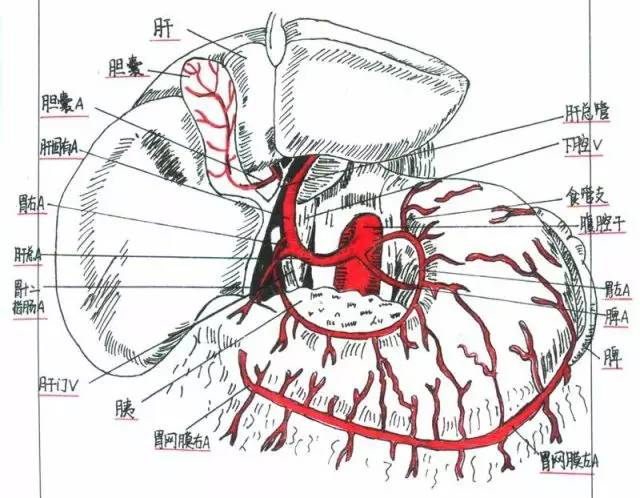 肝
胆囊
胆囊A
肝固有A
胃右A
肝总A
胃十二
指肠A
肝门V
胰
胃网膜右A
肝总管
下腔V
食管支
腹腔干
胃左A
脾A
脾
胃网膜左A